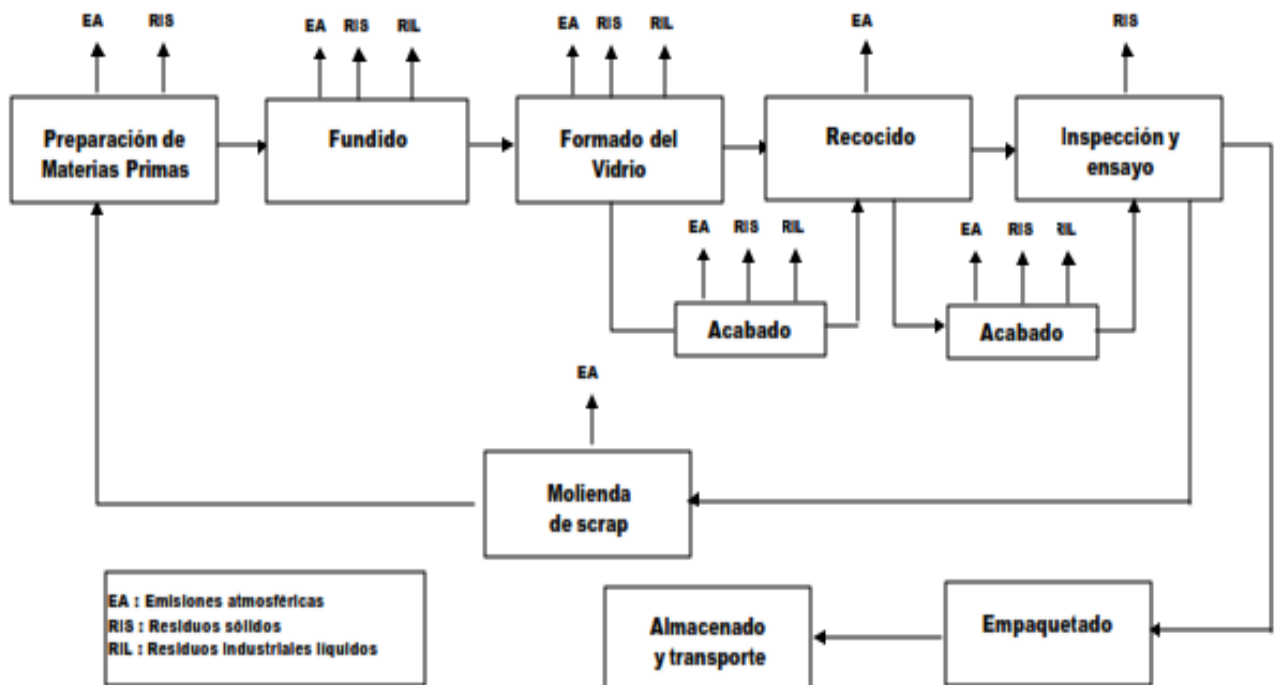 EA RIS
EA RIS RIL
EA RIS RIL
EA
RIS
Preparación de
Materias Primas
Fundido
Formado del
Vidrio
Recocido
Inspección y
ensayo
EA RIS RIL
Acabado
EA RIS RIL
Acabado
EA
Molienda
de scrap
EA : Emisiones atmosféricas
RIS : Residuos sólidos
RIL : Residuos industriales líquidos
Almacenado
y transporte
Empaquetado